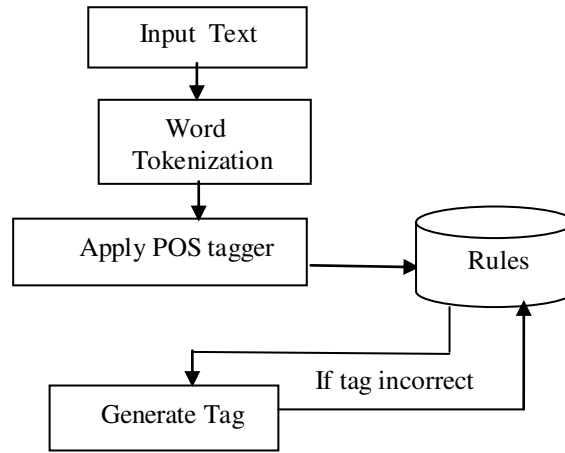 Input Text
Word
Tokenization
Apply POS tagger
Rules
If tag incorrect
Generate Tag